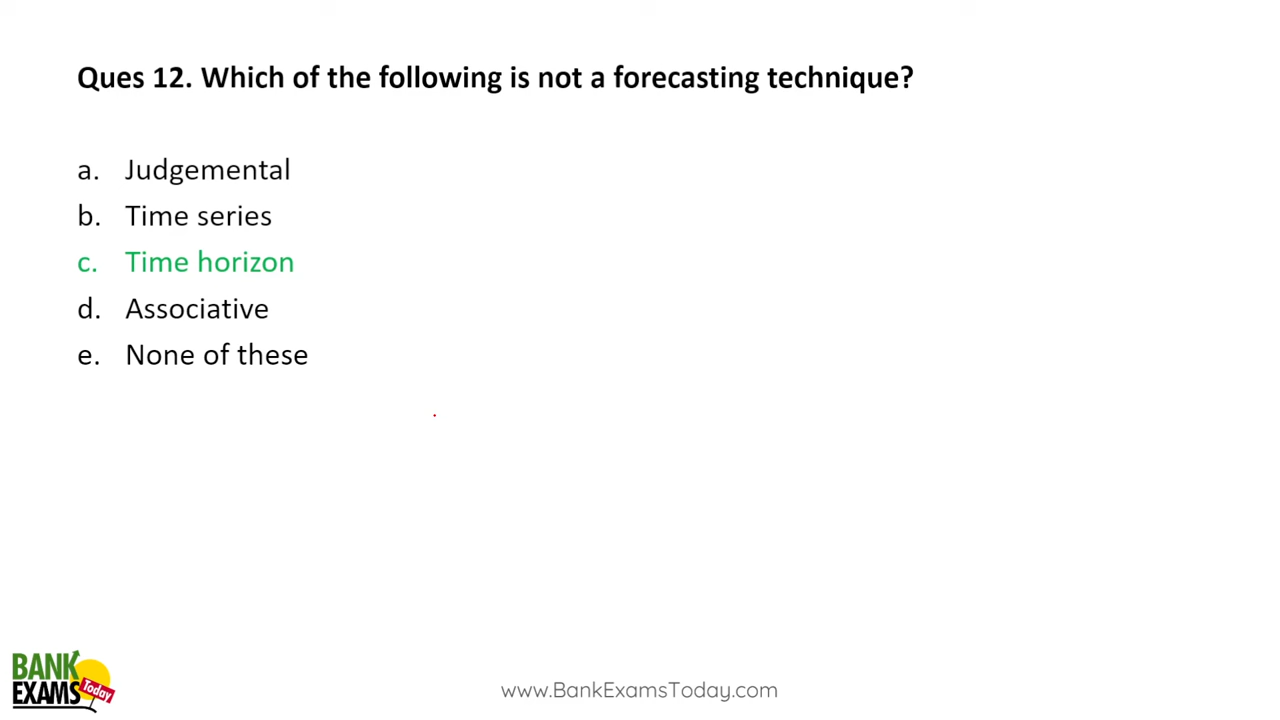 Ques 12. Which of the following is not a forecasting technique?
a. Judgemental
b. Time series
c. Time horizon
d. Associative
e. None of these
BANK
EXAMS Today
www.BankExamsToday.com